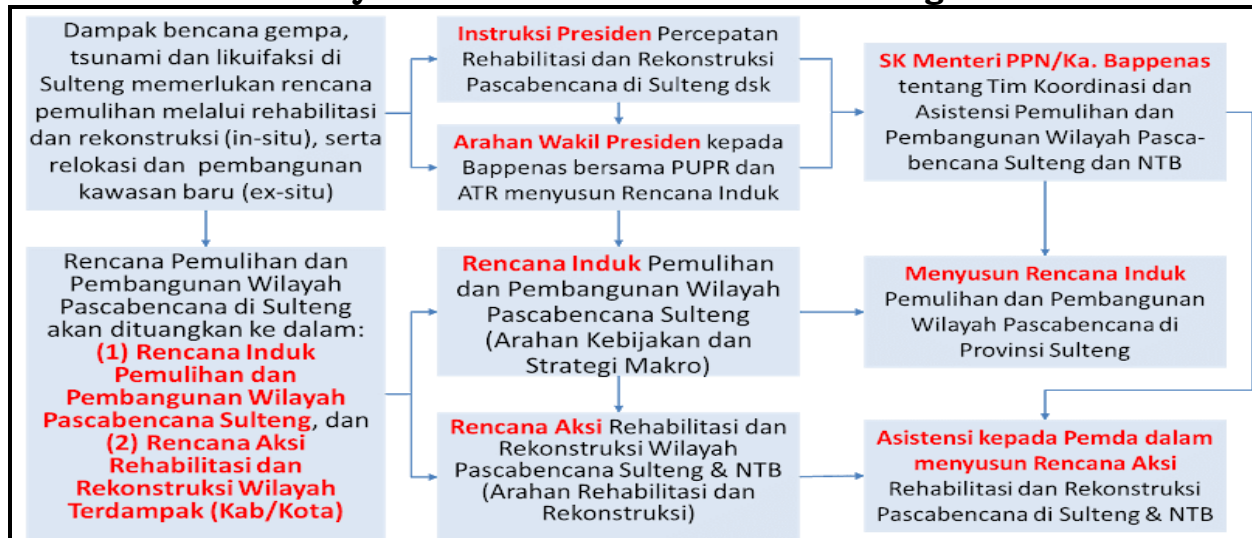 Dampak bencana gempa,
tsunami dan likuifaksi di
Sulteng memerlukan rencana
pemulihan melalui rehabilitasi
dan rekonstruksi (in-situ), serta
relokasi dan pembangunan
kawasan baru (ex-situ)
Instruksi Presiden Percepatan
Rehabilitasi dan Rekonstruksi
Pascabencana di Sulteng dsk
Arahan Wakil Presiden kepada
Bappenas bersama PUPR dan
ATR menyusun Rencana Induk
SK Menteri PPN/Ka. Bappenas
tentang Tim Koordinasi dan
Asistensi Pemulihan dan
Pembangunan Wilayah Pasca-
bencana Sulteng dan NTB
Rencana Pemulihan dan
Pembangunan Wilayah
Pascabencana di Sulteng
akan dituangkan ke dalam:
(1) Rencana Induk
Pemulihan dan
Pembangunan Wilayah
Pascabencana Sulteng, dan
(2) Rencana Aksi
Rehabilitasi dan
Rekonstruksi Wilayah
Terdampak (Kab/Kota)
Rencana Induk Pemulihan
dan Pembangunan Wilayah
Pascabencana Sulteng
(Arahan Kebijakan dan
Strategi Makro)
Rencana Aksi Rehabilitasi dan
Rekonstruksi Wilayah
Pascabencana Sulteng & NTB
(Arahan Rehabilitasi dan
Rekonstruksi)
Menyusun Rencana Induk
Pemulihan dan Pembangunan
Wilayah Pascabencana di
Provinsi Sulteng
Asistensi kepada Pemda dalam
menyusun Rencana Aksi
Rehabilitasi dan Rekonstruksi
Pascabencana di Sulteng & NTB